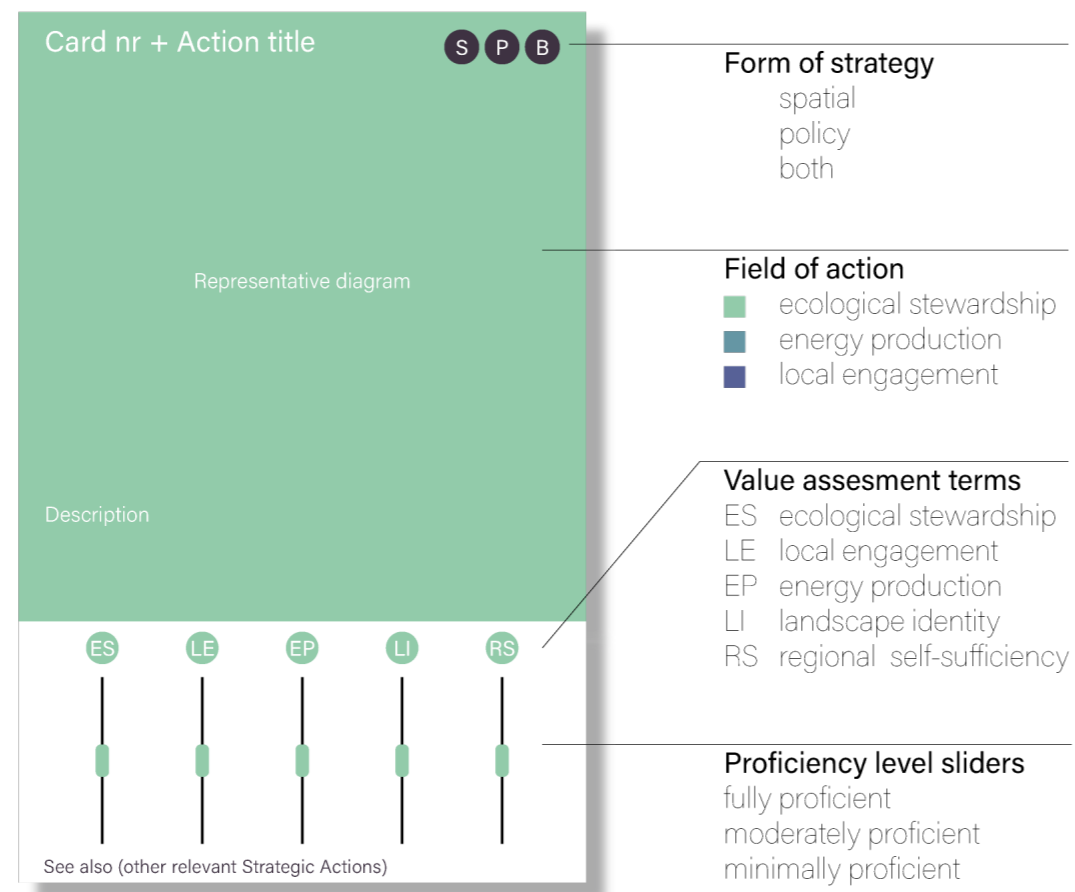 Card nr + Action title
S P B
Representative diagram
Description
ES LE EP LI RS
See also (other relevant Strategic Actions)
Form of strategy
spatial
policy
both
Field of action
ecological stewardship
energy production
local engagement
Value assesment terms
ES ecological stewardship
LE local engagement
EP energy production
LI landscape identity
RS regional self-sufficiency
Proficiency level sliders
fully proficient
moderately proficient
minimally proficient